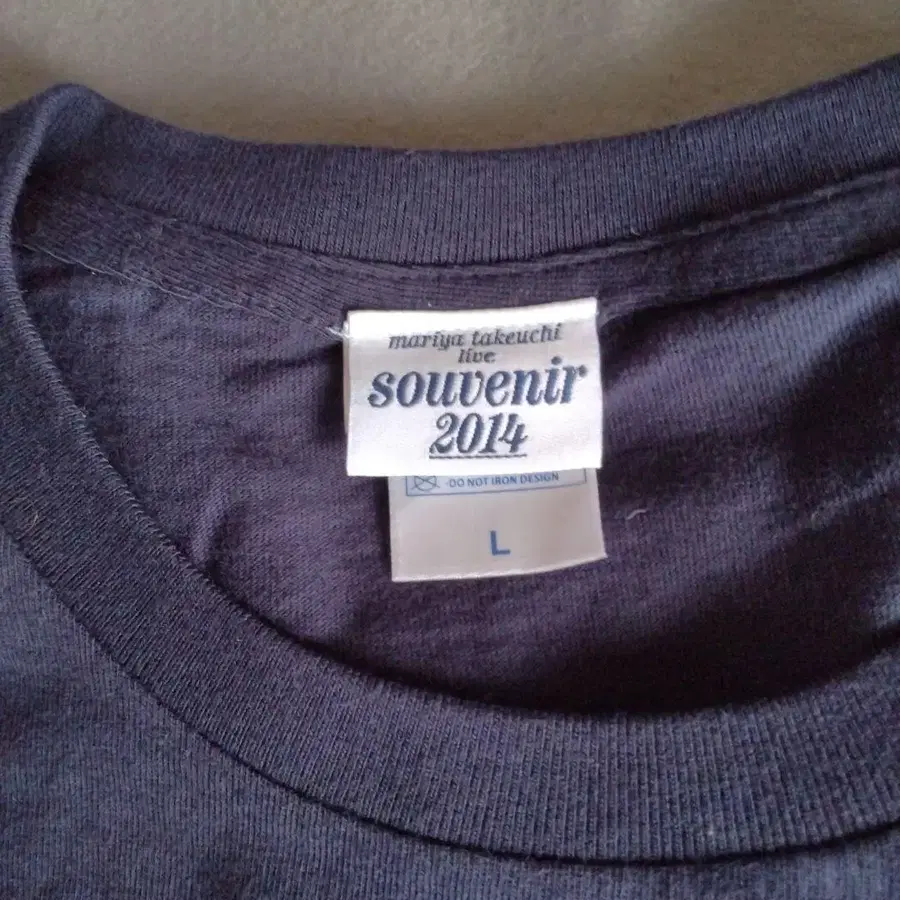 mariya takeuchi
live
souvenir
2014
·DO NOT IRON DESIGN
L